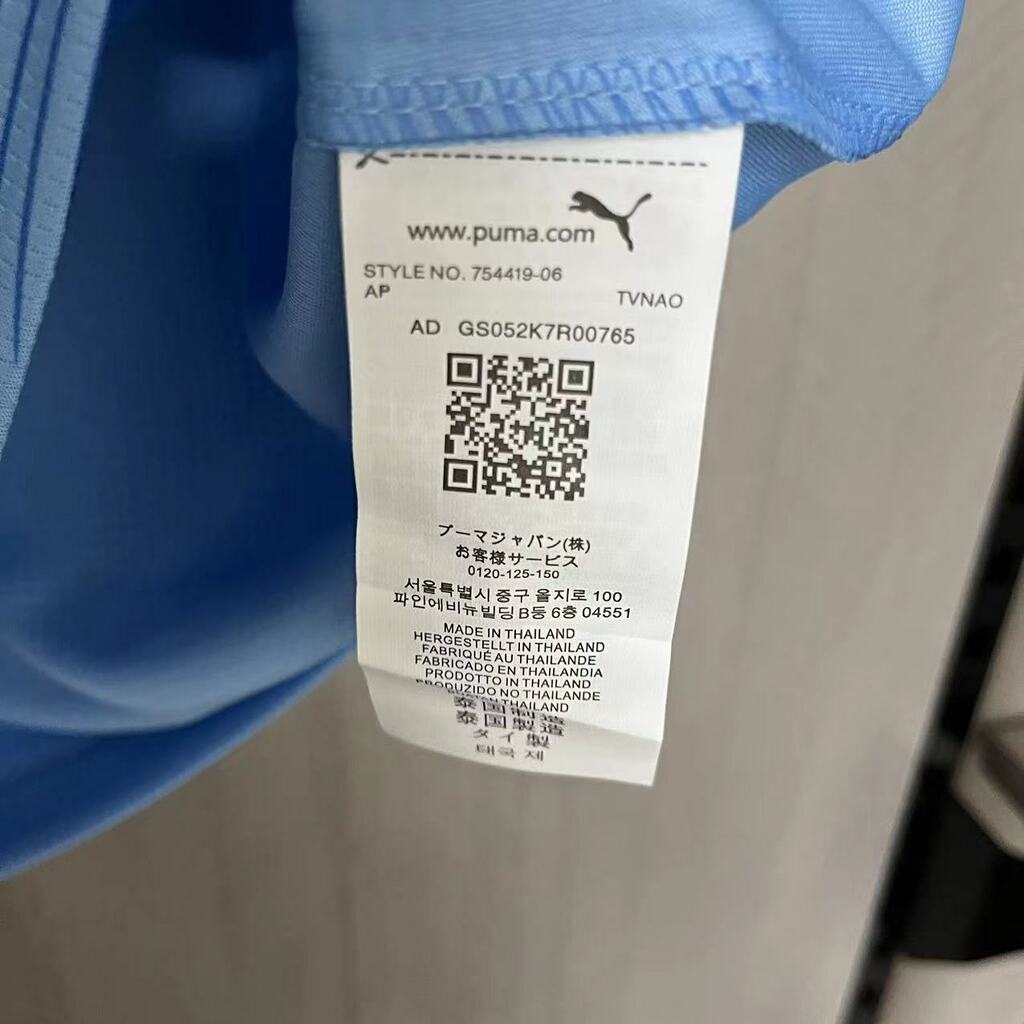 www.puma.com
STYLE NO. 754419-06
AP TVNAO
AD GS052K7R00765
プーマジャパン(株)
お客様サービス
0120-125-150
서울특별시 중구 을지로 100
파인에비뉴빌딩 B동 6층 04551
MADE IN THAILAND
HERGESTELLT IN THAILAND
FABRIQUÉ AU THAILANDE
FABRICADO EN THAILANDIA
PRODOTTO IN THAILAND
PRODUZIDO NO THAILANDE
THAILAND
泰国制造
泰国製造
タイ製
태국 제